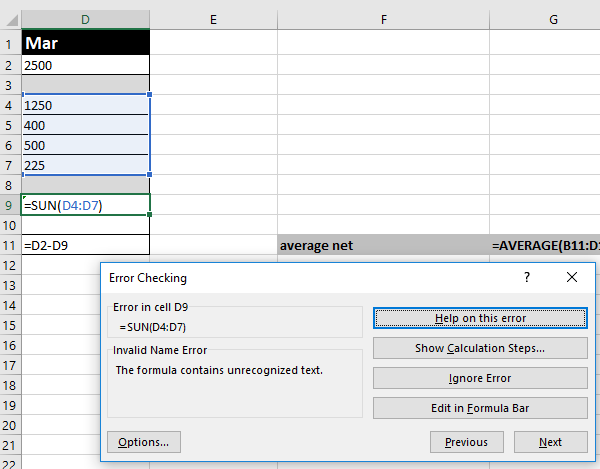 D E F G
1 Mar
2 2500
3
4 1250
5 400
6 500
7 225
8
9 =SUN(D4:D7)
10
11 =D2-D9 average net =AVERAGE(B11:D1
12
13
14
15
16
17
18
19
20
21
22
Error Checking ? ×
Error in cell D9
=SUN(D4:D7)
Invalid Name Error
The formula contains unrecognized text.
Help on this error
Show Calculation Steps...
Ignore Error
Edit in Formula Bar
Options... Previous Next